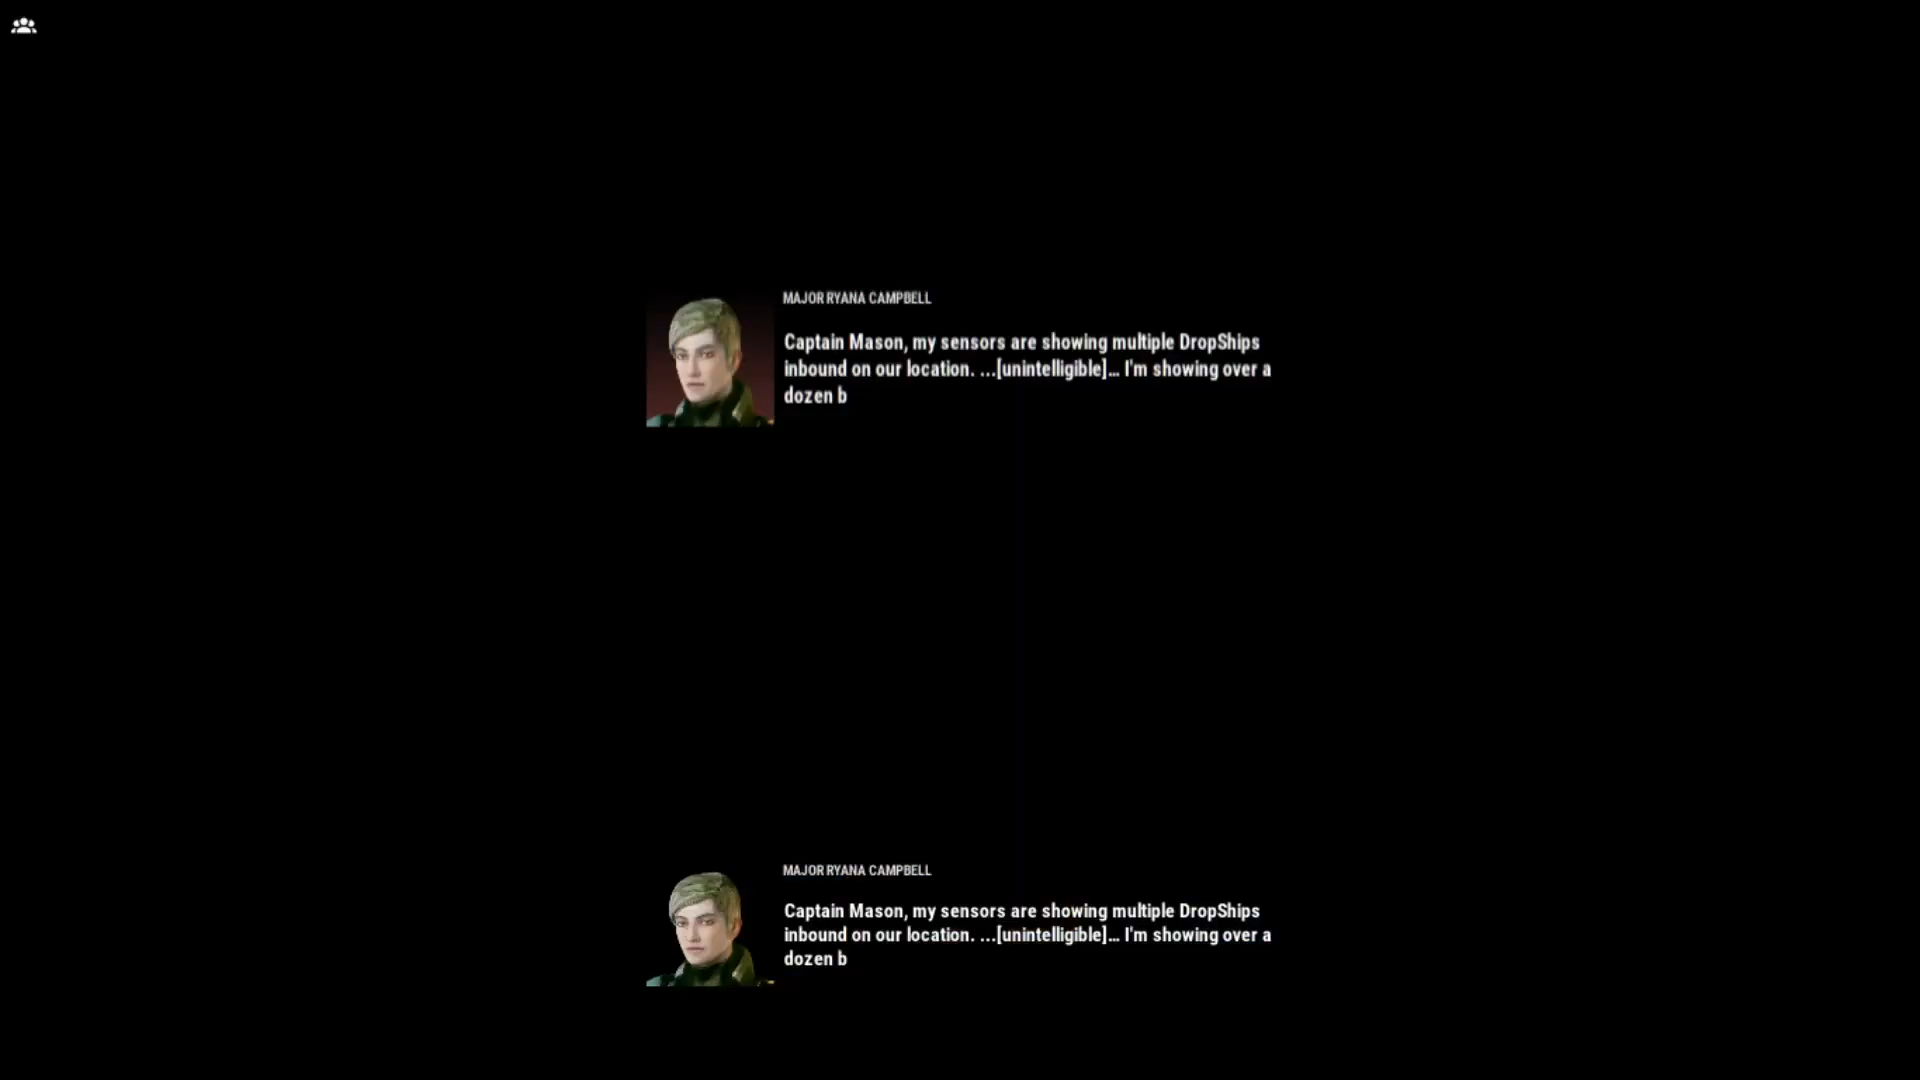 MAJOR RYANA CAMPBELL
Captain Mason, my sensors are showing multiple DropShips
inbound on our location. ...[unintelligible]... I'm showing over a
dozen b
MAJOR RYANA CAMPBELL
Captain Mason, my sensors are showing multiple DropShips
inbound on our location. ...[unintelligible]... I'm showing over a
dozen b